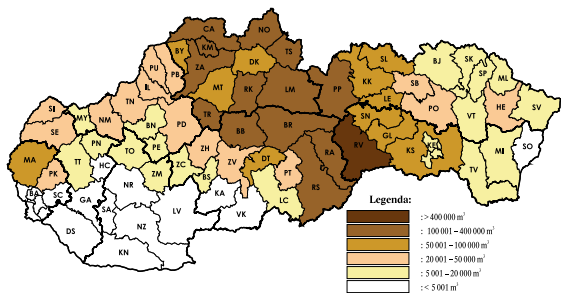 CA NO
BY KM TS
PU ZA DK
IL PB
MT RK LM PP
SL BJ SK SP ML
KK SB
LE PO HE SV
SI MY NM TN
SE BN PD TR
BB BR SN GL RV KS VT
MA PN TO PE ZH RA
TT ZC ZV DT PT MI SO
PK HC ZM BS TV
BA SC GA NR KA LC RS
SA LV VK
DS NZ
KN
Legenda:
: > 400 000 m³
: 100 001 – 400 000 m³
: 50 001 – 100 000 m³
: 20 001 – 50 000 m³
: 5 001 – 20 000 m³
: < 5 001 m³